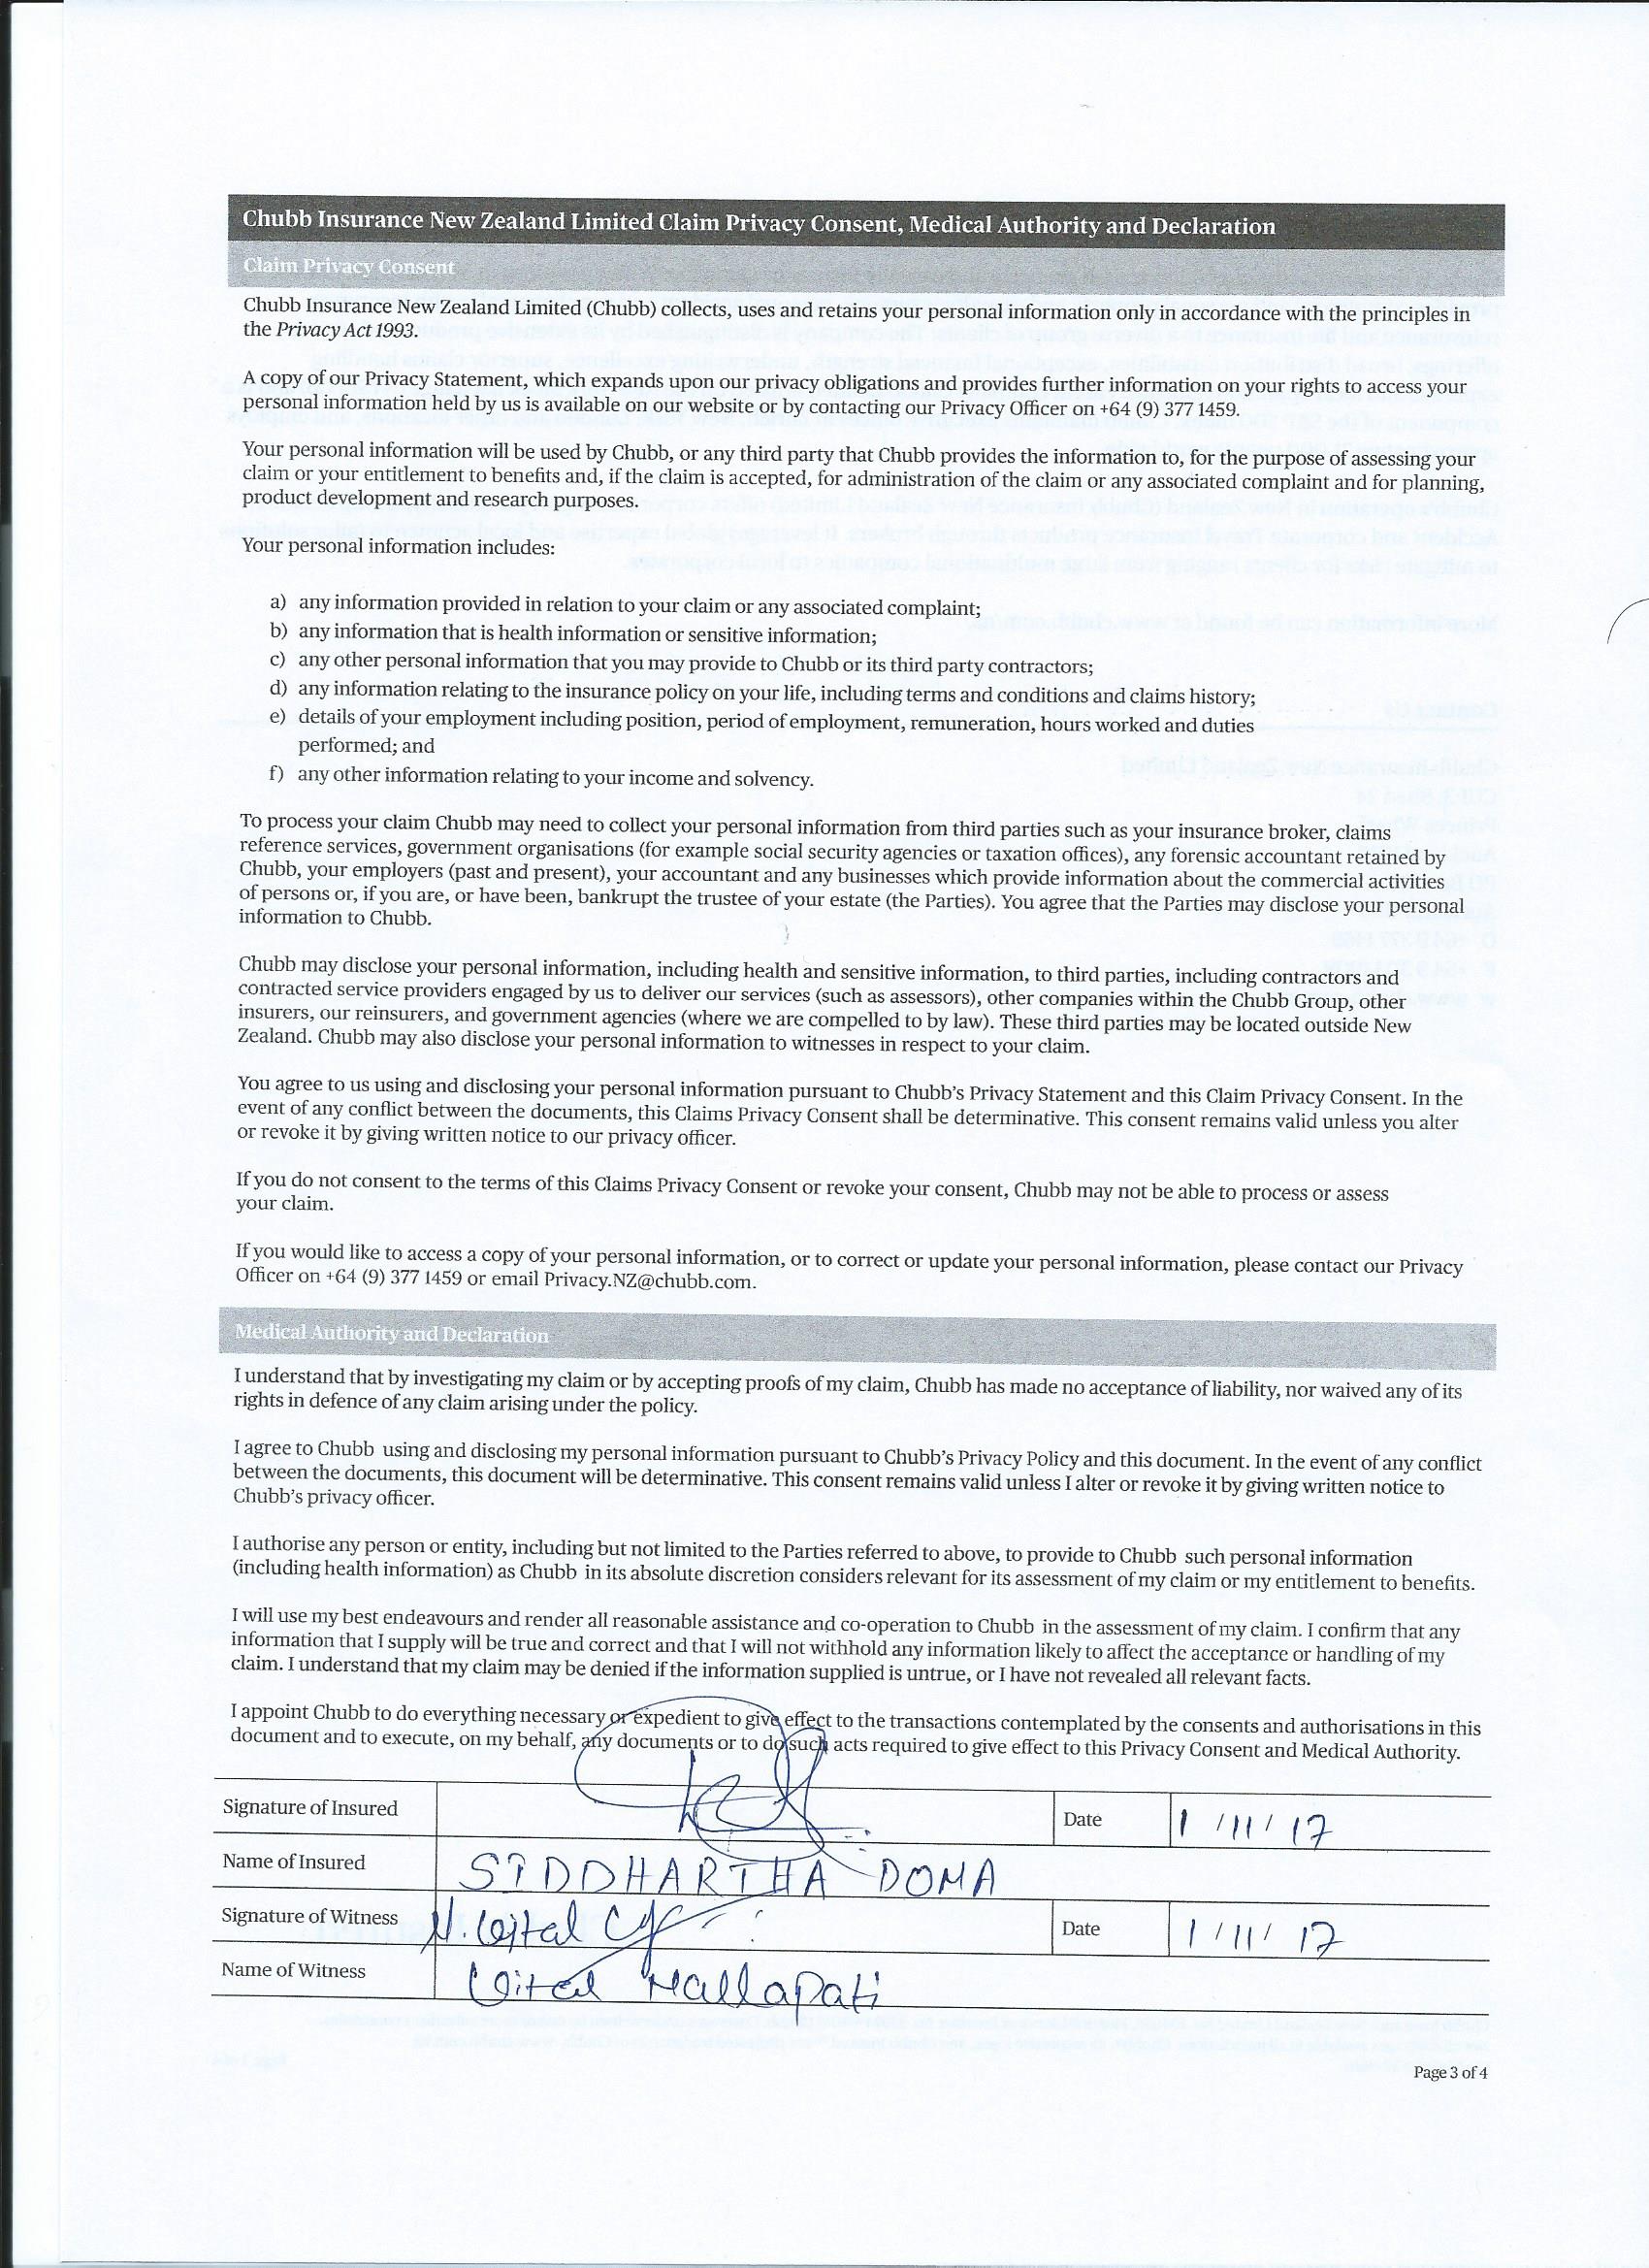 Chubb Insurance New Zealand Limited Claim Privacy Consent, Medical Authority and Declaration
Claim Privacy Consent
Chubb Insurance New Zealand Limited (Chubb) collects, uses and retains your personal information only in accordance with the principles in
the Privacy Act 1993.
A copy of our Privacy Statement, which expands upon our privacy obligations and provides further information on your rights to access your
personal information held by us is available on our website or by contacting our Privacy Officer on +64 (9) 377 1459.
Your personal information will be used by Chubb, or any third party that Chubb provides the information to, for the purpose of assessing your
claim or your entitlement to benefits and, if the claim is accepted, for administration of the claim or any associated complaint and for planning,
product development and research purposes.
Your personal information includes:
a) any information provided in relation to your claim or any associated complaint;
b) any information that is health information or sensitive information;
c) any other personal information that you may provide to Chubb or its third party contractors;
d) any information relating to the insurance policy on your life, including terms and conditions and claims history;
e) details of your employment including position, period of employment, remuneration, hours worked and duties
performed; and
f) any other information relating to your income and solvency.
To process your claim Chubb may need to collect your personal information from third parties such as your insurance broker, claims
reference services, government organisations (for example social security agencies or taxation offices), any forensic accountant retained by
Chubb, your employers (past and present), your accountant and any businesses which provide information about the commercial activities
of persons or, if you are, or have been, bankrupt the trustee of your estate (the Parties). You agree that the Parties may disclose your personal
information to Chubb.
Chubb may disclose your personal information, including health and sensitive information, to third parties, including contractors and
contracted service providers engaged by us to deliver our services (such as assessors), other companies within the Chubb Group, other
insurers, our reinsurers, and government agencies (where we are compelled to by law). These third parties may be located outside New
Zealand. Chubb may also disclose your personal information to witnesses in respect to your claim.
You agree to us using and disclosing your personal information pursuant to Chubb's Privacy Statement and this Claim Privacy Consent. In the
event of any conflict between the documents, this Claims Privacy Consent shall be determinative. This consent remains valid unless you alter
or revoke it by giving written notice to our privacy officer.
If you do not consent to the terms of this Claims Privacy Consent or revoke your consent, Chubb may not be able to process or assess
your claim.
If you would like to access a copy of your personal information, or to correct or update your personal information, please contact our Privacy
Officer on +64 (9) 377 1459 or email Privacy.NZ@chubb.com.
Medical Authority and Declaration
I understand that by investigating my claim or by accepting proofs of my claim, Chubb has made no acceptance of liability, nor waived any of its
rights in defence of any claim arising under the policy.
I agree to Chubb using and disclosing my personal information pursuant to Chubb's Privacy Policy and this document. In the event of any conflict
between the documents, this document will be determinative. This consent remains valid unless I alter or revoke it by giving written notice to
Chubb's privacy officer.
I authorise any person or entity, including but not limited to the Parties referred to above, to provide to Chubb such personal information
(including health information) as Chubb in its absolute discretion considers relevant for its assessment of my claim or my entitlement to benefits.
I will use my best endeavours and render all reasonable assistance and co-operation to Chubb in the assessment of my claim. I confirm that any
information that I supply will be true and correct and that I will not withhold any information likely to affect the acceptance or handling of my
claim. I understand that my claim may be denied if the information supplied is untrue, or I have not revealed all relevant facts.
I appoint Chubb to do everything necessary or expedient to give effect to the transactions contemplated by the consents and authorisations in this
document and to execute, on my behalf, any documents or to do such acts required to give effect to this Privacy Consent and Medical Authority.
Signature of Insured Date 1/11/17
Name of Insured SIDDHARTHA DOMA
Signature of Witness N. Vital Date 1/11/17
Name of Witness Vital Nallapati
Page 3 of 4